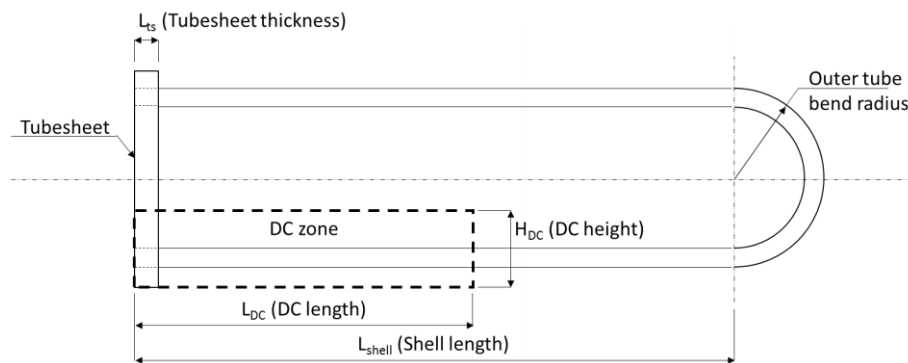 L_ts (Tubesheet thickness)
Outer tube
bend radius
Tubesheet
DC zone
H_DC (DC height)
L_DC (DC length)
L_shell (Shell length)